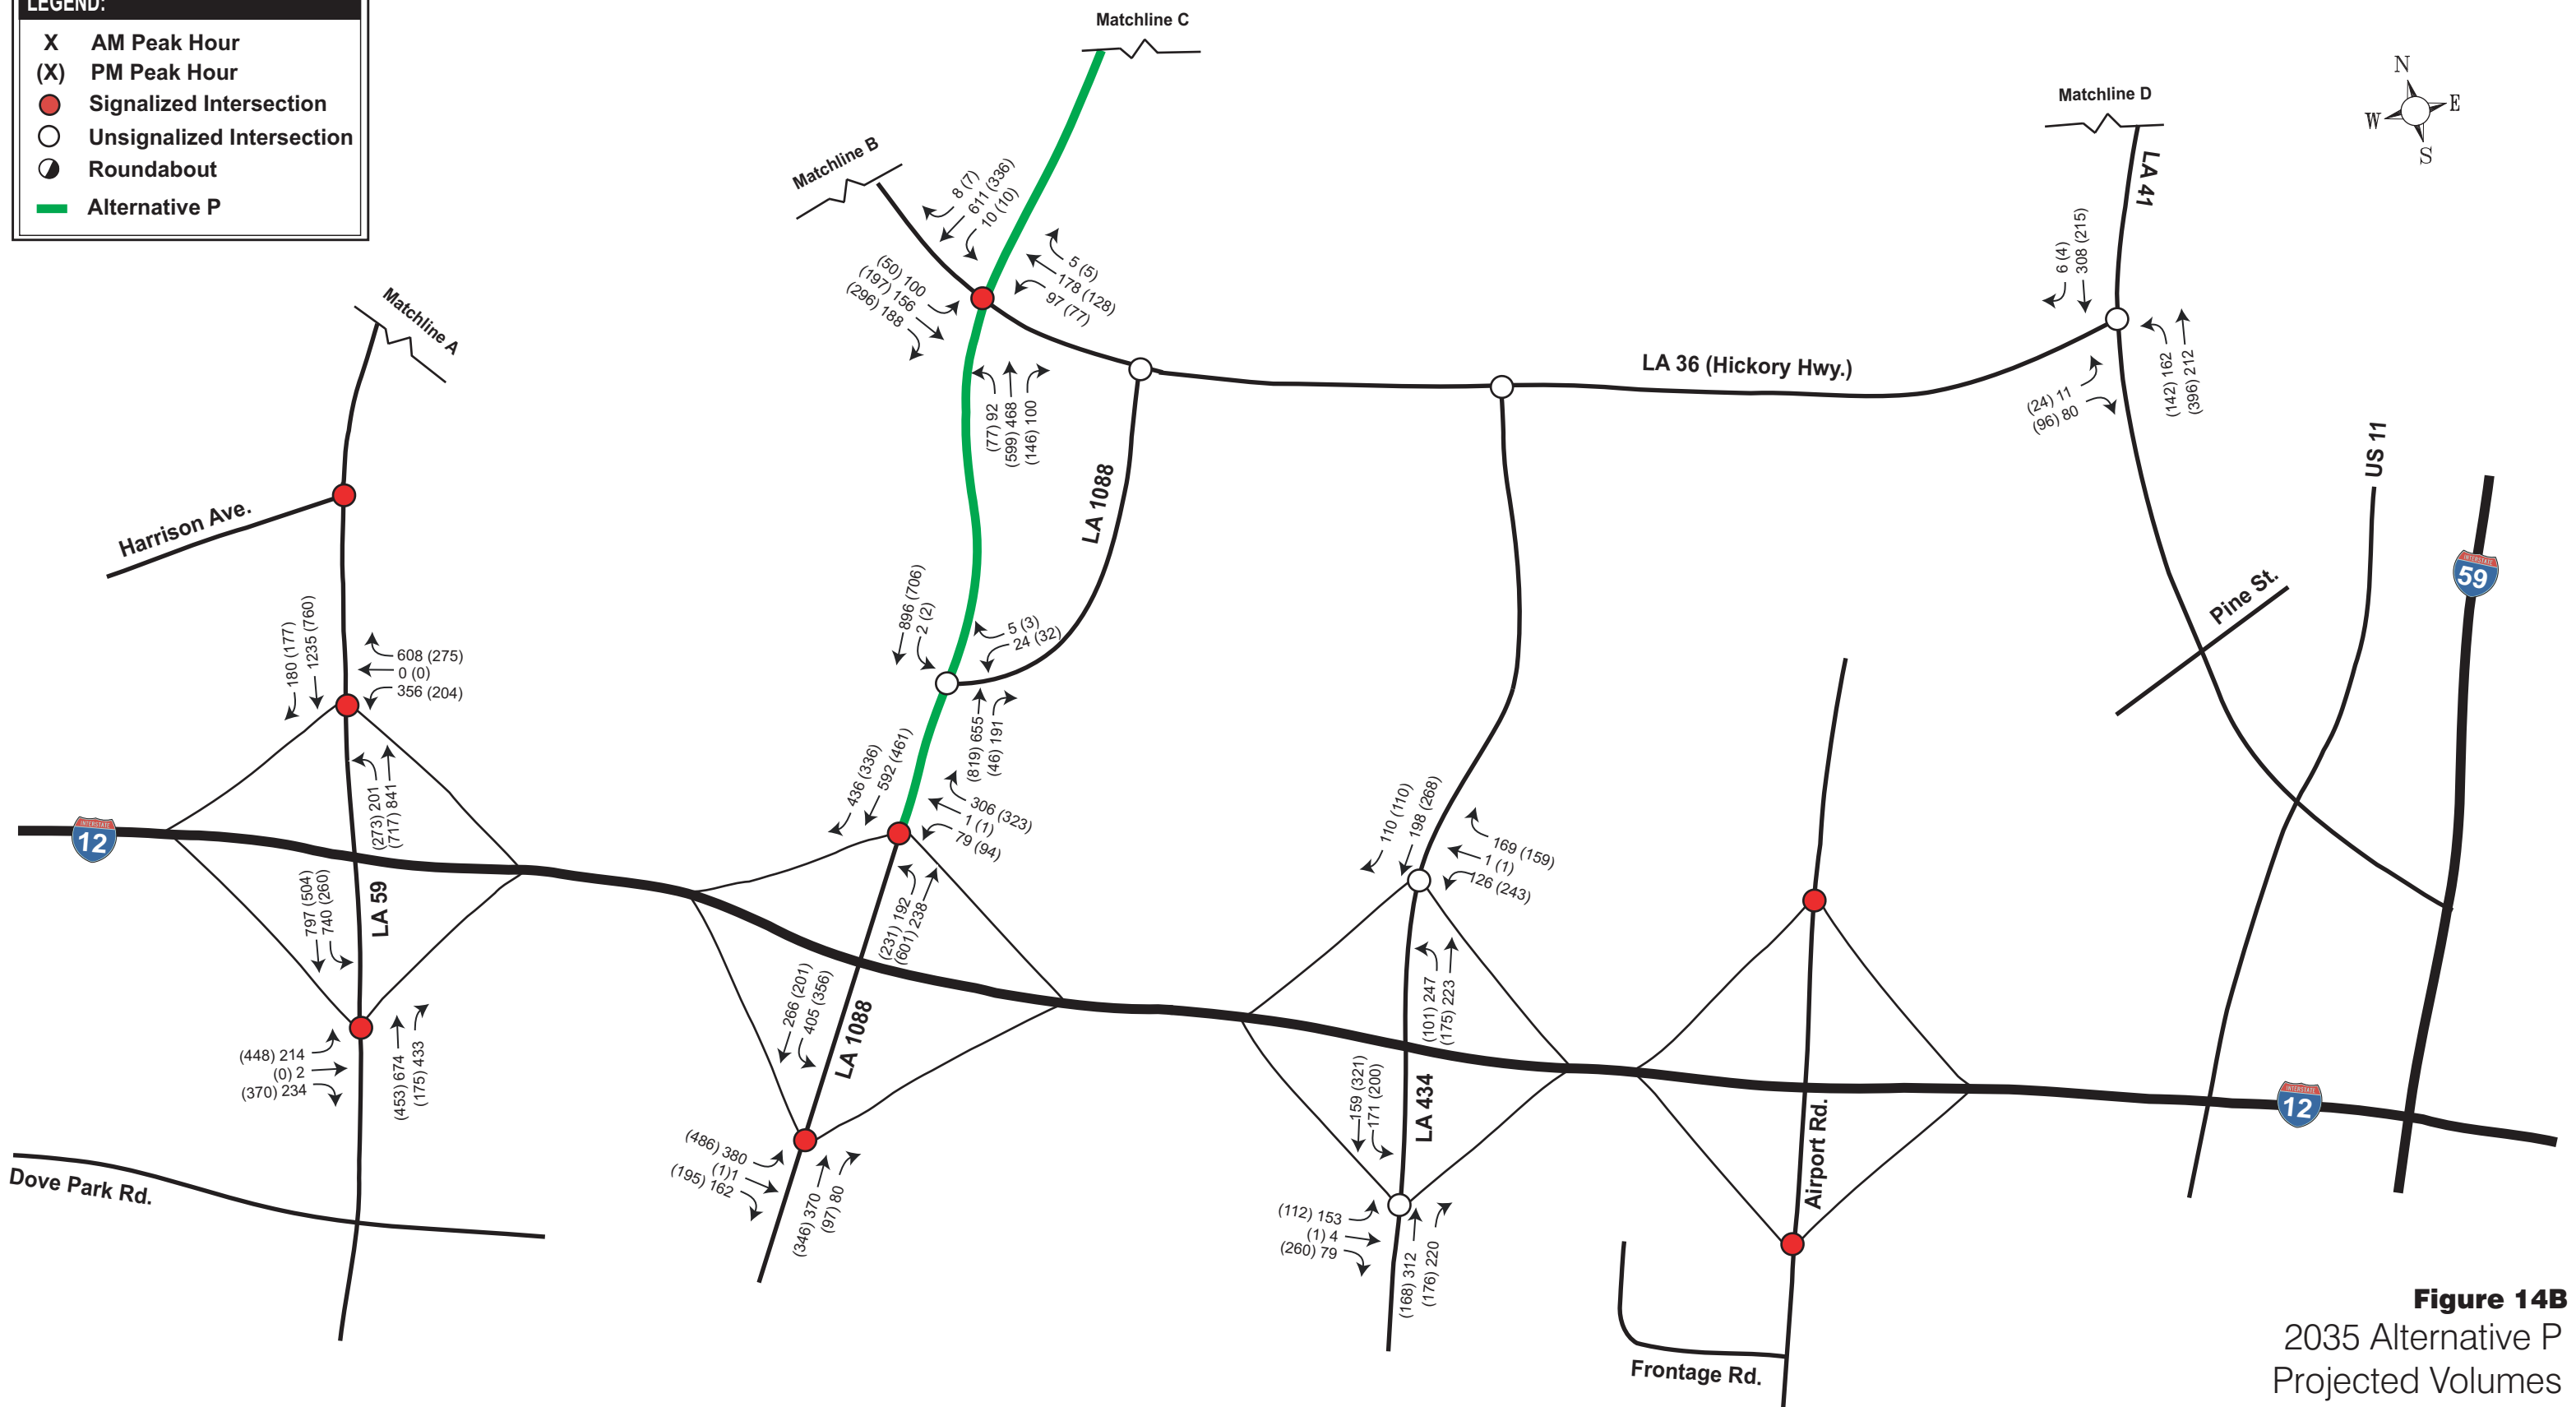 LEGEND:
X AM Peak Hour
(X) PM Peak Hour
Signalized Intersection
Unsignalized Intersection
Roundabout
Alternative P
Matchline C
Matchline B
Matchline D
N
W E
S
LA 41
8 (7)
611 (336)
10 (10)
5 (5)
178 (128)
97 (77)
(50) 100
(197) 156
(296) 188
(77) 92
(599) 468
(146) 100
6 (4)
308 (215)
(24) 11
(96) 80
(142) 162
(396) 212
LA 36 (Hickory Hwy.)
Matchline A
Harrison Ave.
LA 1088
US 11
INTERSTATE
59
Pine St.
180 (177)
1235 (760)
608 (275)
0 (0)
356 (204)
(273) 201
(717) 841
896 (706)
2 (2)
5 (3)
24 (32)
(819) 655
(46) 191
436 (336)
592 (461)
306 (323)
1 (1)
79 (94)
(231) 192
(601) 238
110 (110)
198 (268)
169 (159)
1 (1)
126 (243)
(101) 247
(175) 223
INTERSTATE
12
797 (504)
740 (260)
LA 59
(448) 214
(0) 2
(370) 234
(453) 674
(175) 433
266 (201)
405 (356)
LA 1088
(486) 380
(1)1
(195) 162
(346) 370
(97) 80
159 (321)
171 (200)
LA 434
(112) 153
(1) 4
(260) 79
(168) 312
(176) 220
Airport Rd.
INTERSTATE
12
Dove Park Rd.
Frontage Rd.
Figure 14B
2035 Alternative P
Projected Volumes